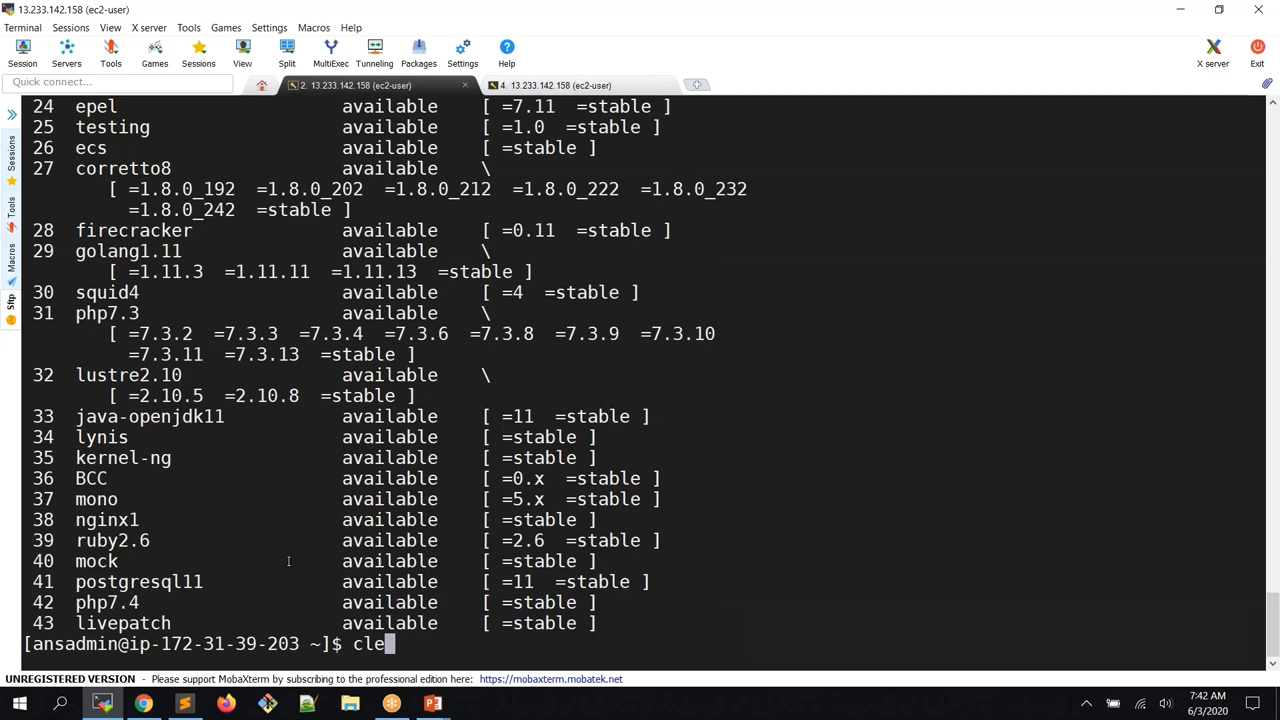 13.233.142.158 (ec2-user)
Terminal Sessions View X server Tools Games Settings Macros Help
Session Servers Tools Games Sessions View Split MultiExec Tunneling Packages Settings Help X server Exit
Quick connect...
2. 13.233.142.158 (ec2-user)
4. 13.233.142.158 (ec2-user)
Sessions
Tools
Macros
Sftp
24 epel available [ =7.11 =stable ]
25 testing available [ =1.0 =stable ]
26 ecs available [ =stable ]
27 corretto8 available \
[ =1.8.0_192 =1.8.0_202 =1.8.0_212 =1.8.0_222 =1.8.0_232
=1.8.0_242 =stable ]
28 firecracker available [ =0.11 =stable ]
29 golang1.11 available \
[ =1.11.3 =1.11.11 =1.11.13 =stable ]
30 squid4 available [ =4 =stable ]
31 php7.3 available \
[ =7.3.2 =7.3.3 =7.3.4 =7.3.6 =7.3.8 =7.3.9 =7.3.10
=7.3.11 =7.3.13 =stable ]
32 lustre2.10 available \
[ =2.10.5 =2.10.8 =stable ]
33 java-openjdk11 available [ =11 =stable ]
34 lynis available [ =stable ]
35 kernel-ng available [ =stable ]
36 BCC available [ =0.x =stable ]
37 mono available [ =5.x =stable ]
38 nginx1 available [ =stable ]
39 ruby2.6 available [ =2.6 =stable ]
40 mock available [ =stable ]
41 postgresql11 available [ =11 =stable ]
42 php7.4 available [ =stable ]
43 livepatch available [ =stable ]
[ansadmin@ip-172-31-39-203 ~]$ cle
UNREGISTERED VERSION - Please support MobaXterm by subscribing to the professional edition here: https://mobaxterm.mobatek.net
7:42 AM
6/3/2020